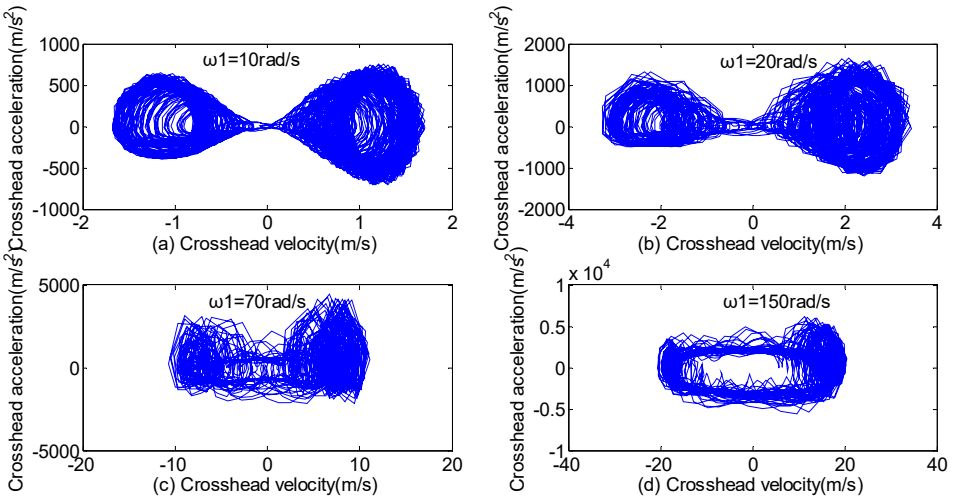 Crosshead acceleration(m/s²)
1000
500
0
-500
-1000
ω1=10rad/s
-2 -1 0 1 2
(a) Crosshead velocity(m/s)
Crosshead acceleration(m/s²)
2000
1000
0
-1000
-2000
ω1=20rad/s
-4 -2 0 2 4
(b) Crosshead velocity(m/s)
Crosshead acceleration(m/s²)
5000
0
-5000
ω1=70rad/s
-20 -10 0 10 20
(c) Crosshead velocity(m/s)
Crosshead acceleration(m/s²)
x 10⁴
1
0.5
0
-0.5
-1
ω1=150rad/s
-40 -20 0 20 40
(d) Crosshead velocity(m/s)